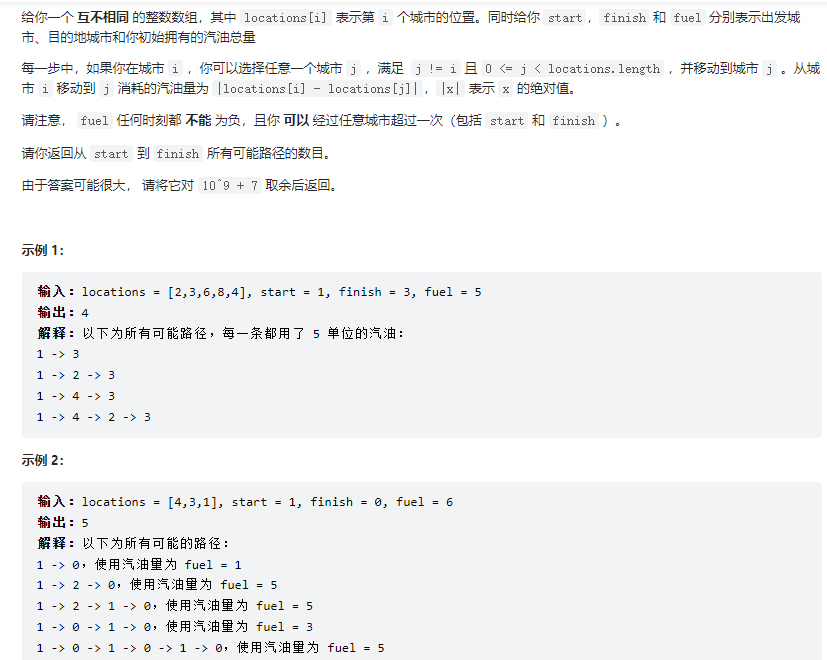 给你一个 互不相同 的整数数组，其中 locations[i] 表示第 i 个城市的位置。同时给你 start ， finish 和 fuel 分别表示出发城
市、目的地城市和你初始拥有的汽油总量
每一步中，如果你在城市 i ，你可以选择任意一个城市 j ，满足 j != i 且 0 <= j < locations.length ，并移动到城市 j 。从城
市 i 移动到 j 消耗的汽油量为 |locations[i] - locations[j]|，|x| 表示 x 的绝对值。
请注意， fuel 任何时刻都 不能 为负，且你 可以 经过任意城市超过一次（包括 start 和 finish ）。
请你返回从 start 到 finish 所有可能路径的数目。
由于答案可能很大， 请将它对 10^9 + 7 取余后返回。
示例 1：
输入：locations = [2,3,6,8,4], start = 1, finish = 3, fuel = 5
输出：4
解释：以下为所有可能路径，每一条都用了 5 单位的汽油：
1 -> 3
1 -> 2 -> 3
1 -> 4 -> 3
1 -> 4 -> 2 -> 3
示例 2：
输入：locations = [4,3,1], start = 1, finish = 0, fuel = 6
输出：5
解释：以下为所有可能的路径：
1 -> 0，使用汽油量为 fuel = 1
1 -> 2 -> 0，使用汽油量为 fuel = 5
1 -> 2 -> 1 -> 0，使用汽油量为 fuel = 5
1 -> 0 -> 1 -> 0，使用汽油量为 fuel = 3
1 -> 0 -> 1 -> 0 -> 1 -> 0，使用汽油量为 fuel = 5